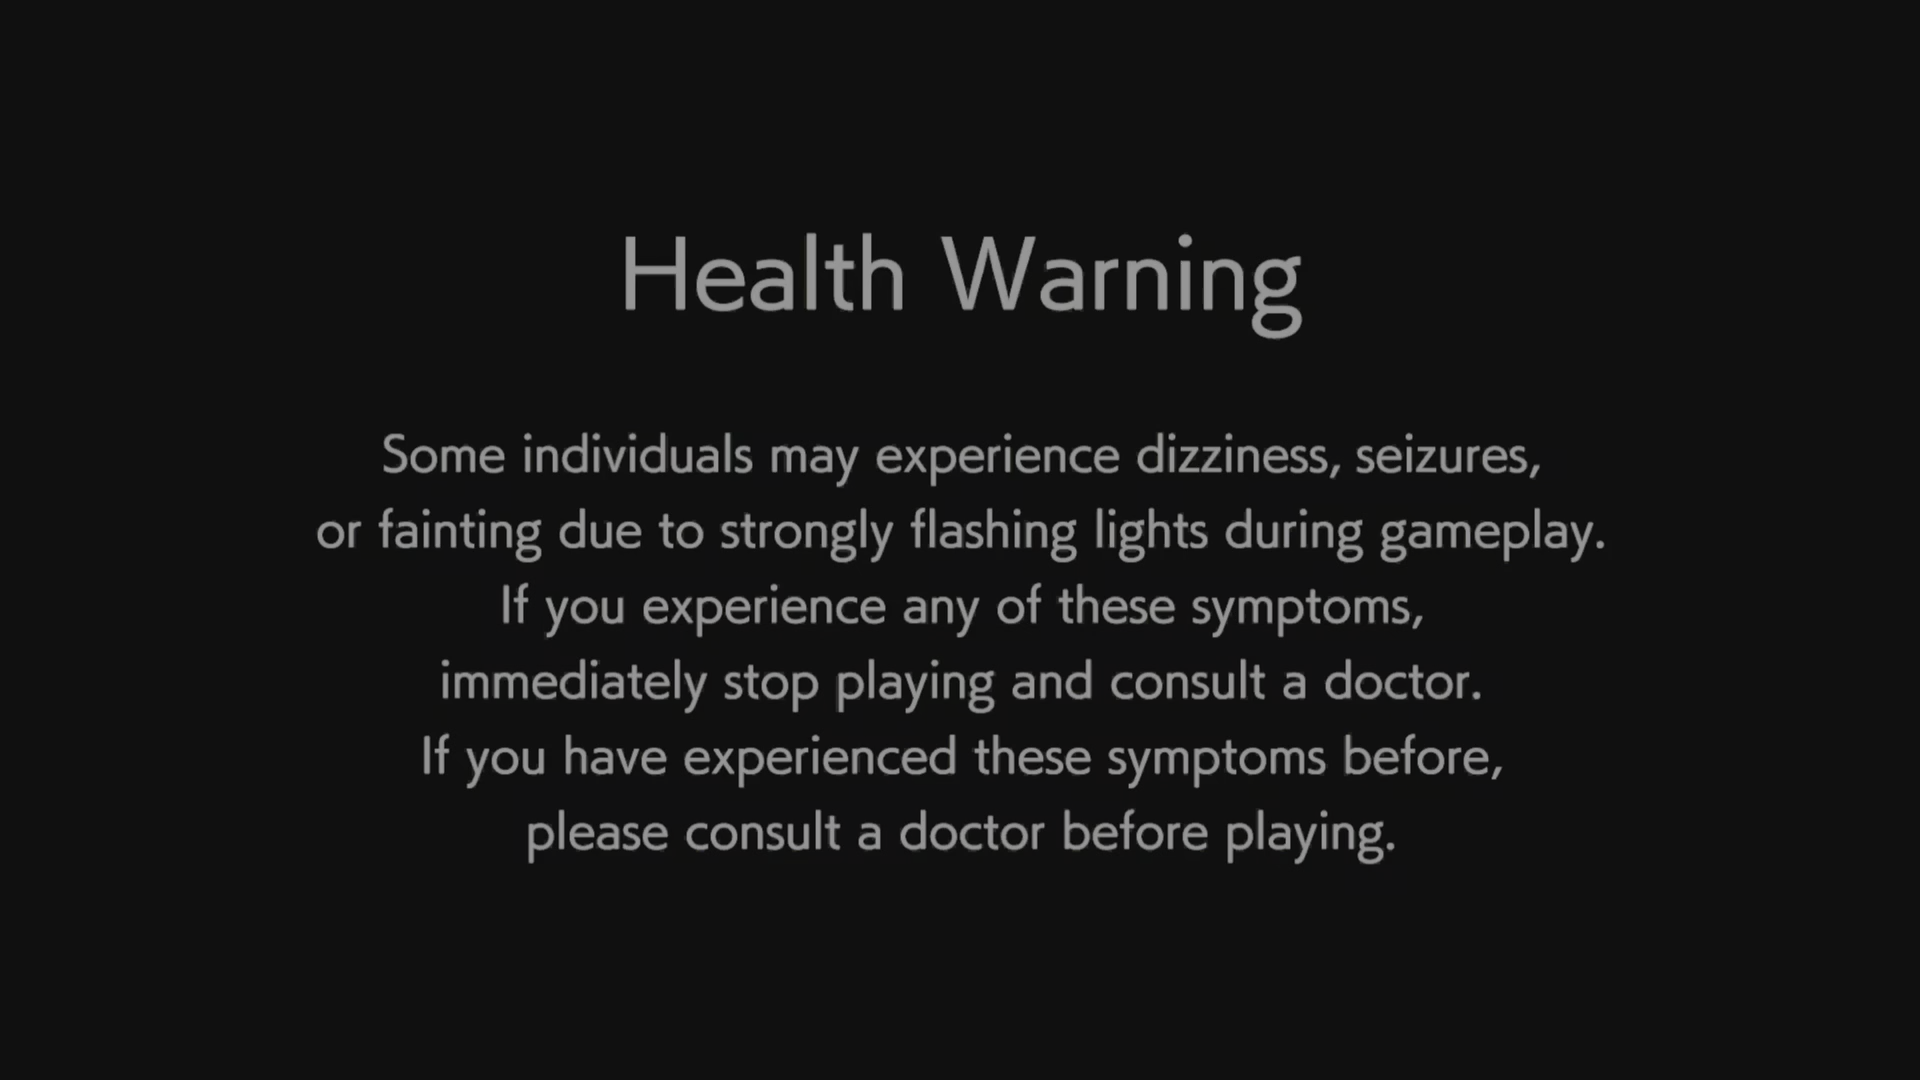 Health Warning
Some individuals may experience dizziness, seizures,
or fainting due to strongly flashing lights during gameplay.
If you experience any of these symptoms,
immediately stop playing and consult a doctor.
If you have experienced these symptoms before,
please consult a doctor before playing.